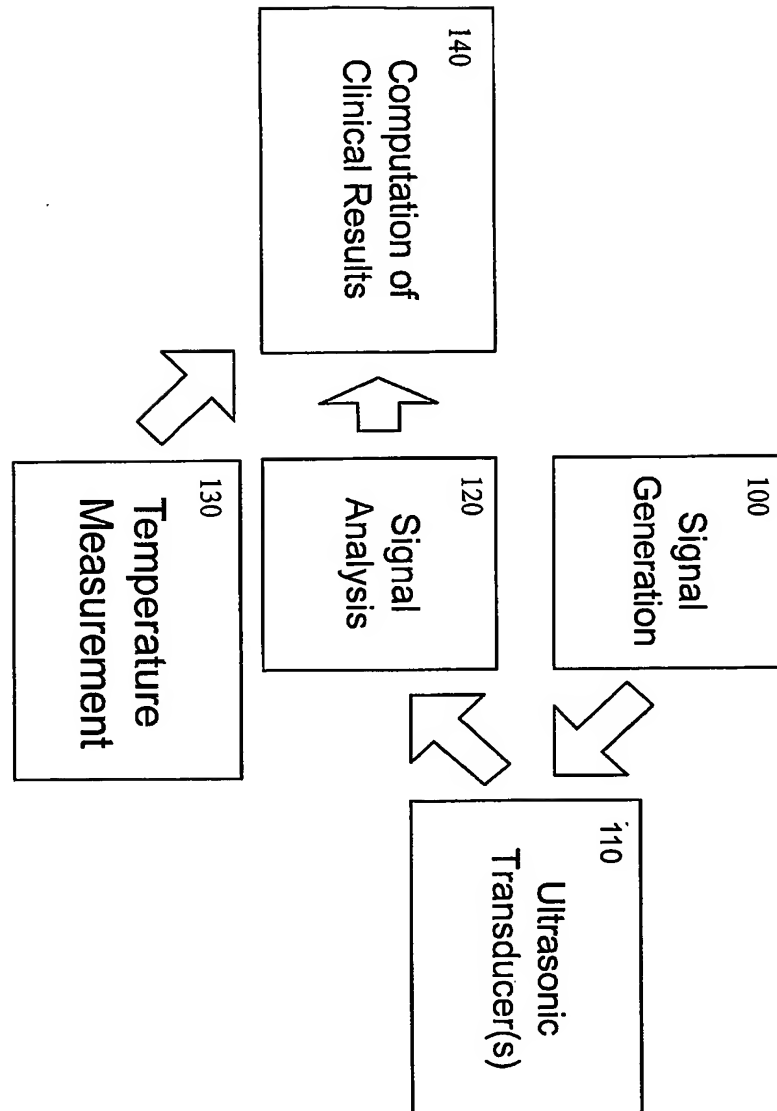 100
Signal
Generation
110
Ultrasonic
Transducer(s)
120
Signal
Analysis
130
Temperature
Measurement
140
Computation of
Clinical Results